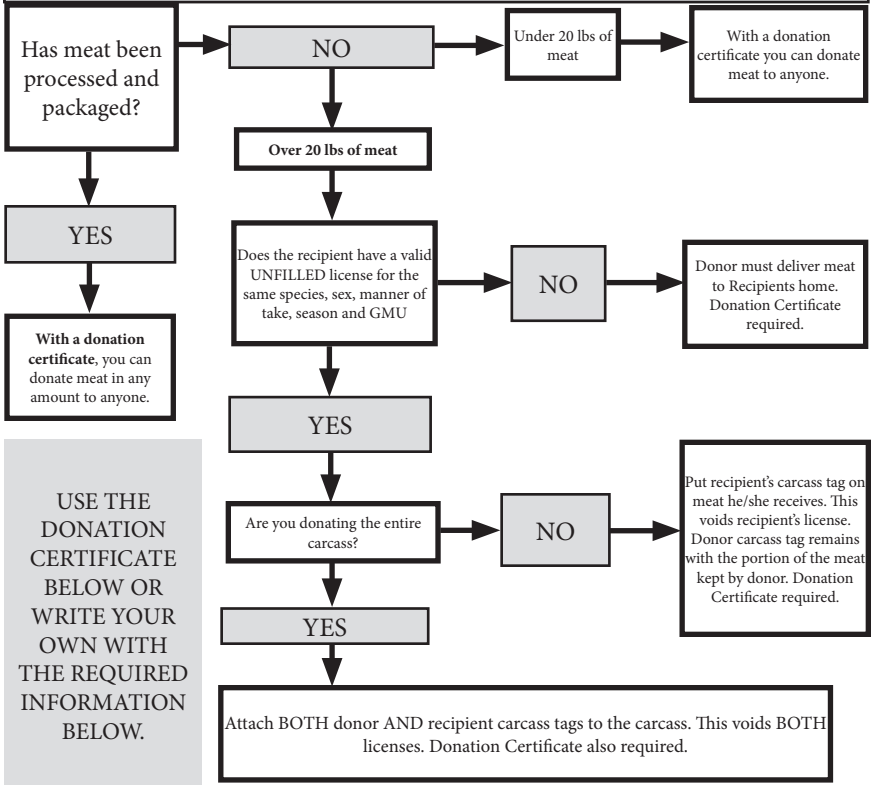 Has meat been
processed and
packaged?
NO
Under 20 lbs of
meat
With a donation
certificate you can donate
meat to anyone.
Over 20 lbs of meat
YES
Does the recipient have a valid
UNFILLED license for the
same species, sex, manner of
take, season and GMU
NO
Donor must deliver meat
to Recipients home.
Donation Certificate
required.
With a donation
certificate, you can
donate meat in any
amount to anyone.
YES
USE THE
DONATION
CERTIFICATE
BELOW OR
WRITE YOUR
OWN WITH
THE REQUIRED
INFORMATION
BELOW.
Are you donating the entire
carcass?
NO
Put recipient's carcass tag on
meat he/she receives. This
voids recipient's license.
Donor carcass tag remains
with the portion of the meat
kept by donor. Donation
Certificate required.
YES
Attach BOTH donor AND recipient carcass tags to the carcass. This voids BOTH
licenses. Donation Certificate also required.